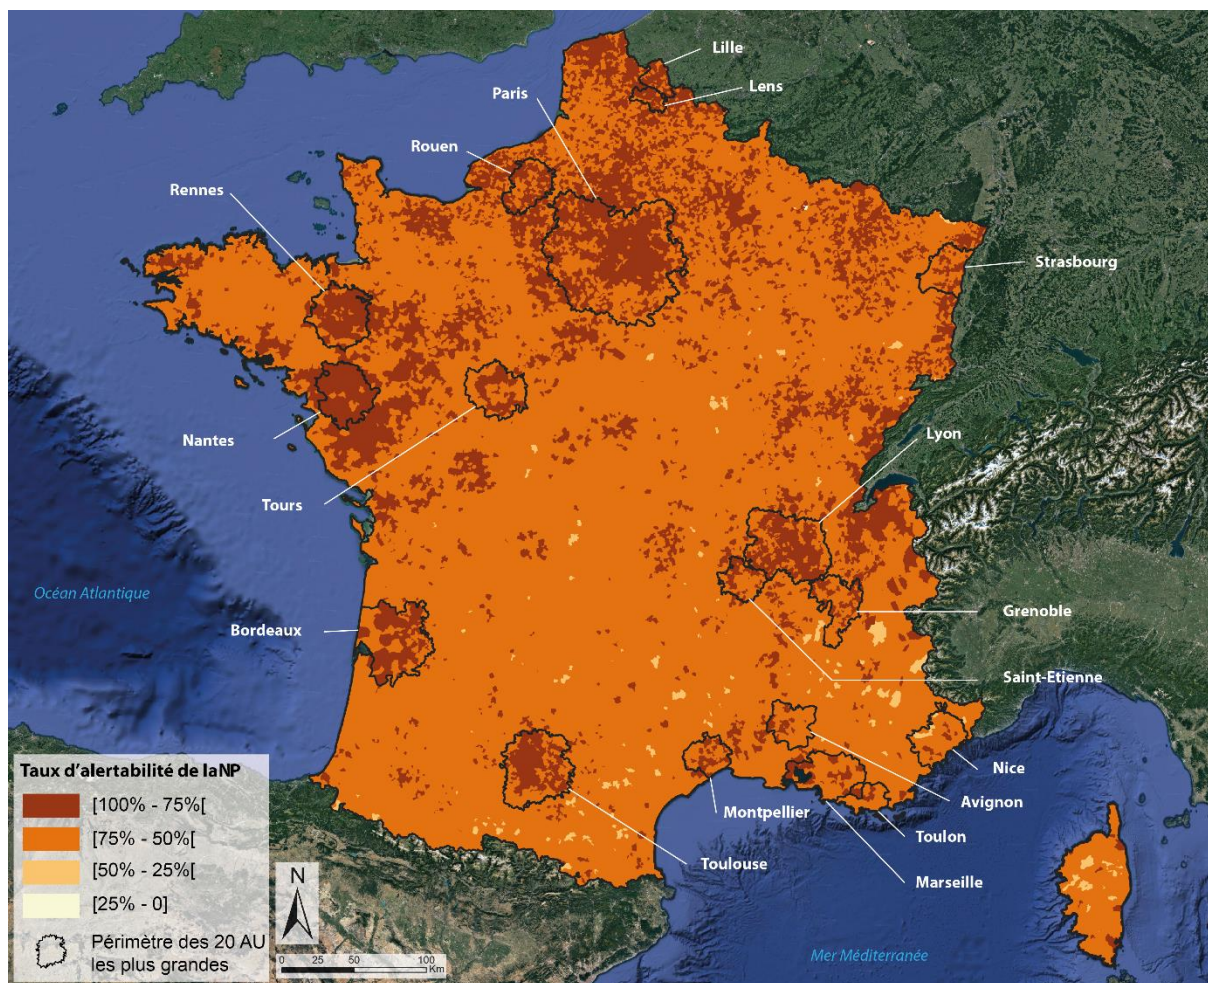 Lille
Lens
Paris
Rouen
Rennes
Strasbourg
Nantes
Lyon
Tours
Océan Atlantique
Bordeaux
Grenoble
Saint-Etienne
Nice
Avignon
Montpellier
Toulon
Toulouse
Marseille
Mer Méditerranée
Taux d'alertabilité de la NP
[100% - 75%[
[75% - 50%[
[50% - 25%[
[25% - 0]
Périmètre des 20 AU
les plus grandes
N
0 25 50 100
Km